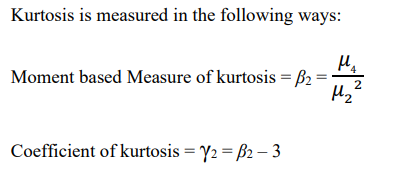 Kurtosis is measured in the following ways:
Moment based Measure of kurtosis = β₂ = μ₄ / μ₂²
Coefficient of kurtosis = γ₂ = β₂ – 3